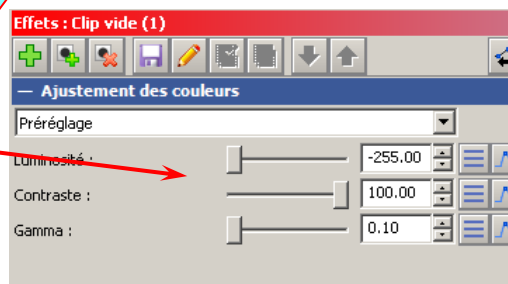 Effets : Clip vide (1)
— Ajustement des couleurs
Préréglage
Luminosité : -255.00
Contraste : 100.00
Gamma : 0.10